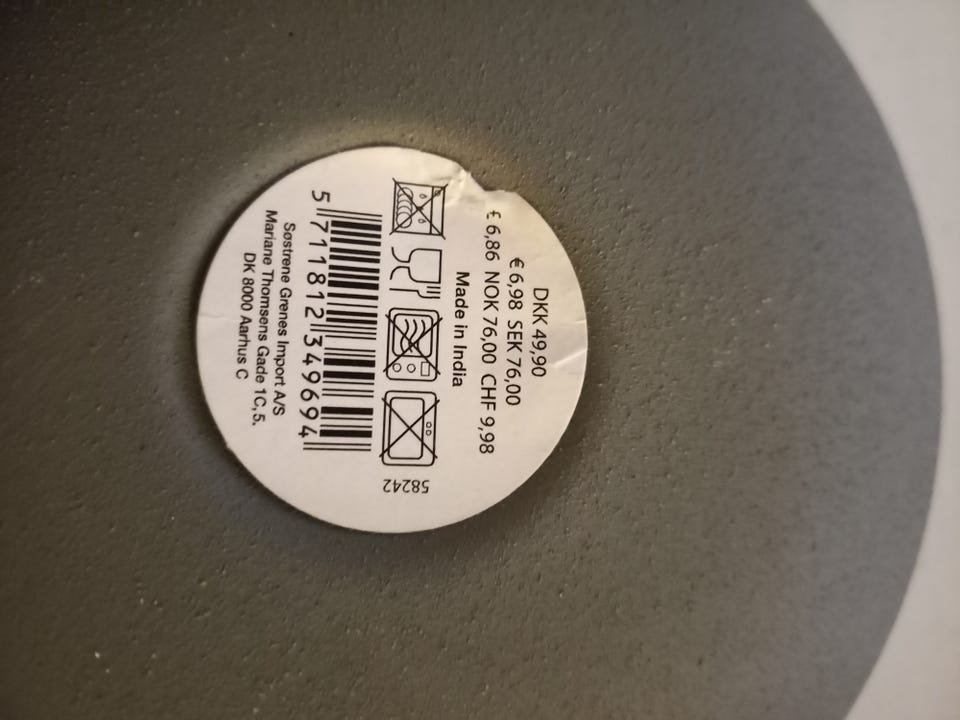 DKK 49,90
€ 6,98 SEK 76,00
€ 6,86 NOK 76,00 CHF 9,98
Made in India
58242
5 711812 349694
Søstrene Grenes Import A/S
Mariane Thomsens Gade 1C, 5.
DK 8000 Aarhus C